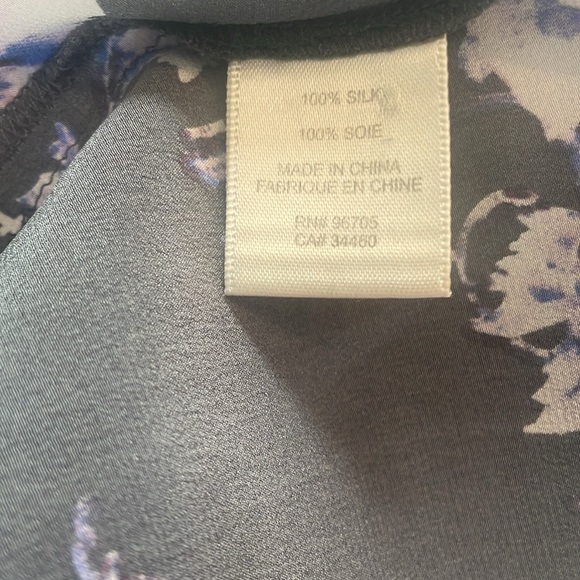 100% SILK
100% SOIE
MADE IN CHINA
FABRIQUE EN CHINE
RN# 96705
CA# 34460